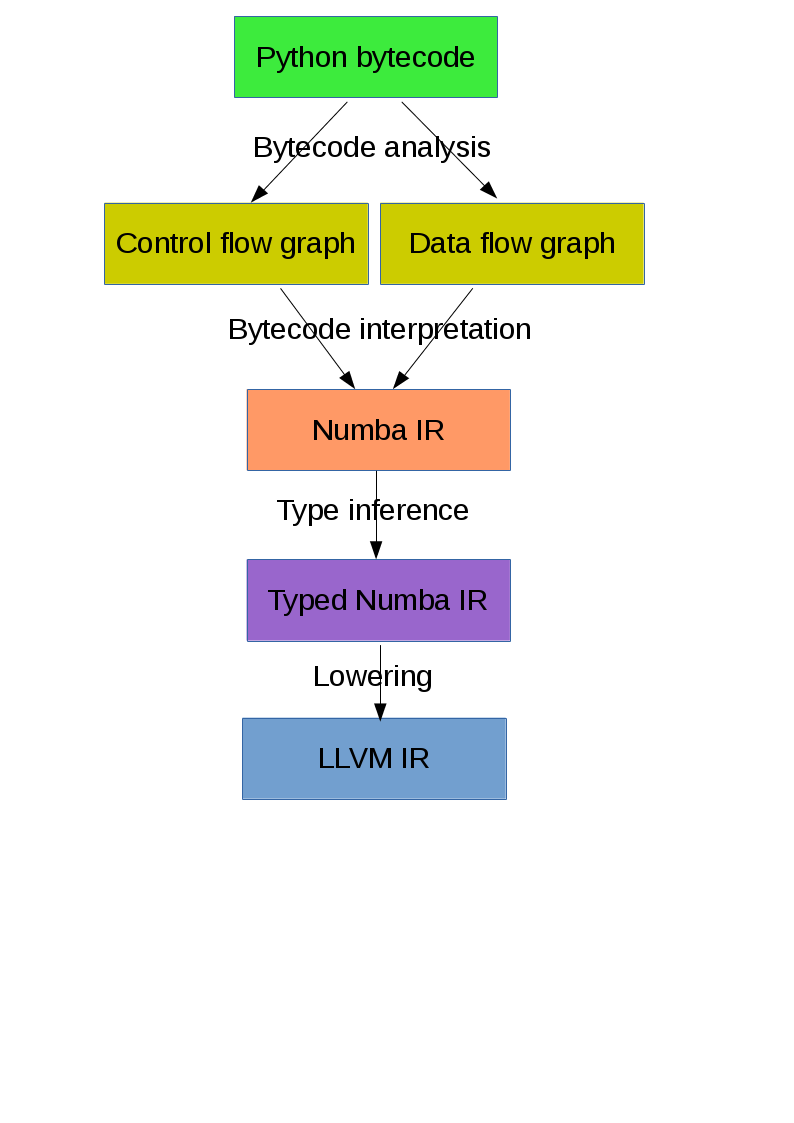 Python bytecode
Bytecode analysis
Control flow graph
Data flow graph
Bytecode interpretation
Numba IR
Type inference
Typed Numba IR
Lowering
LLVM IR